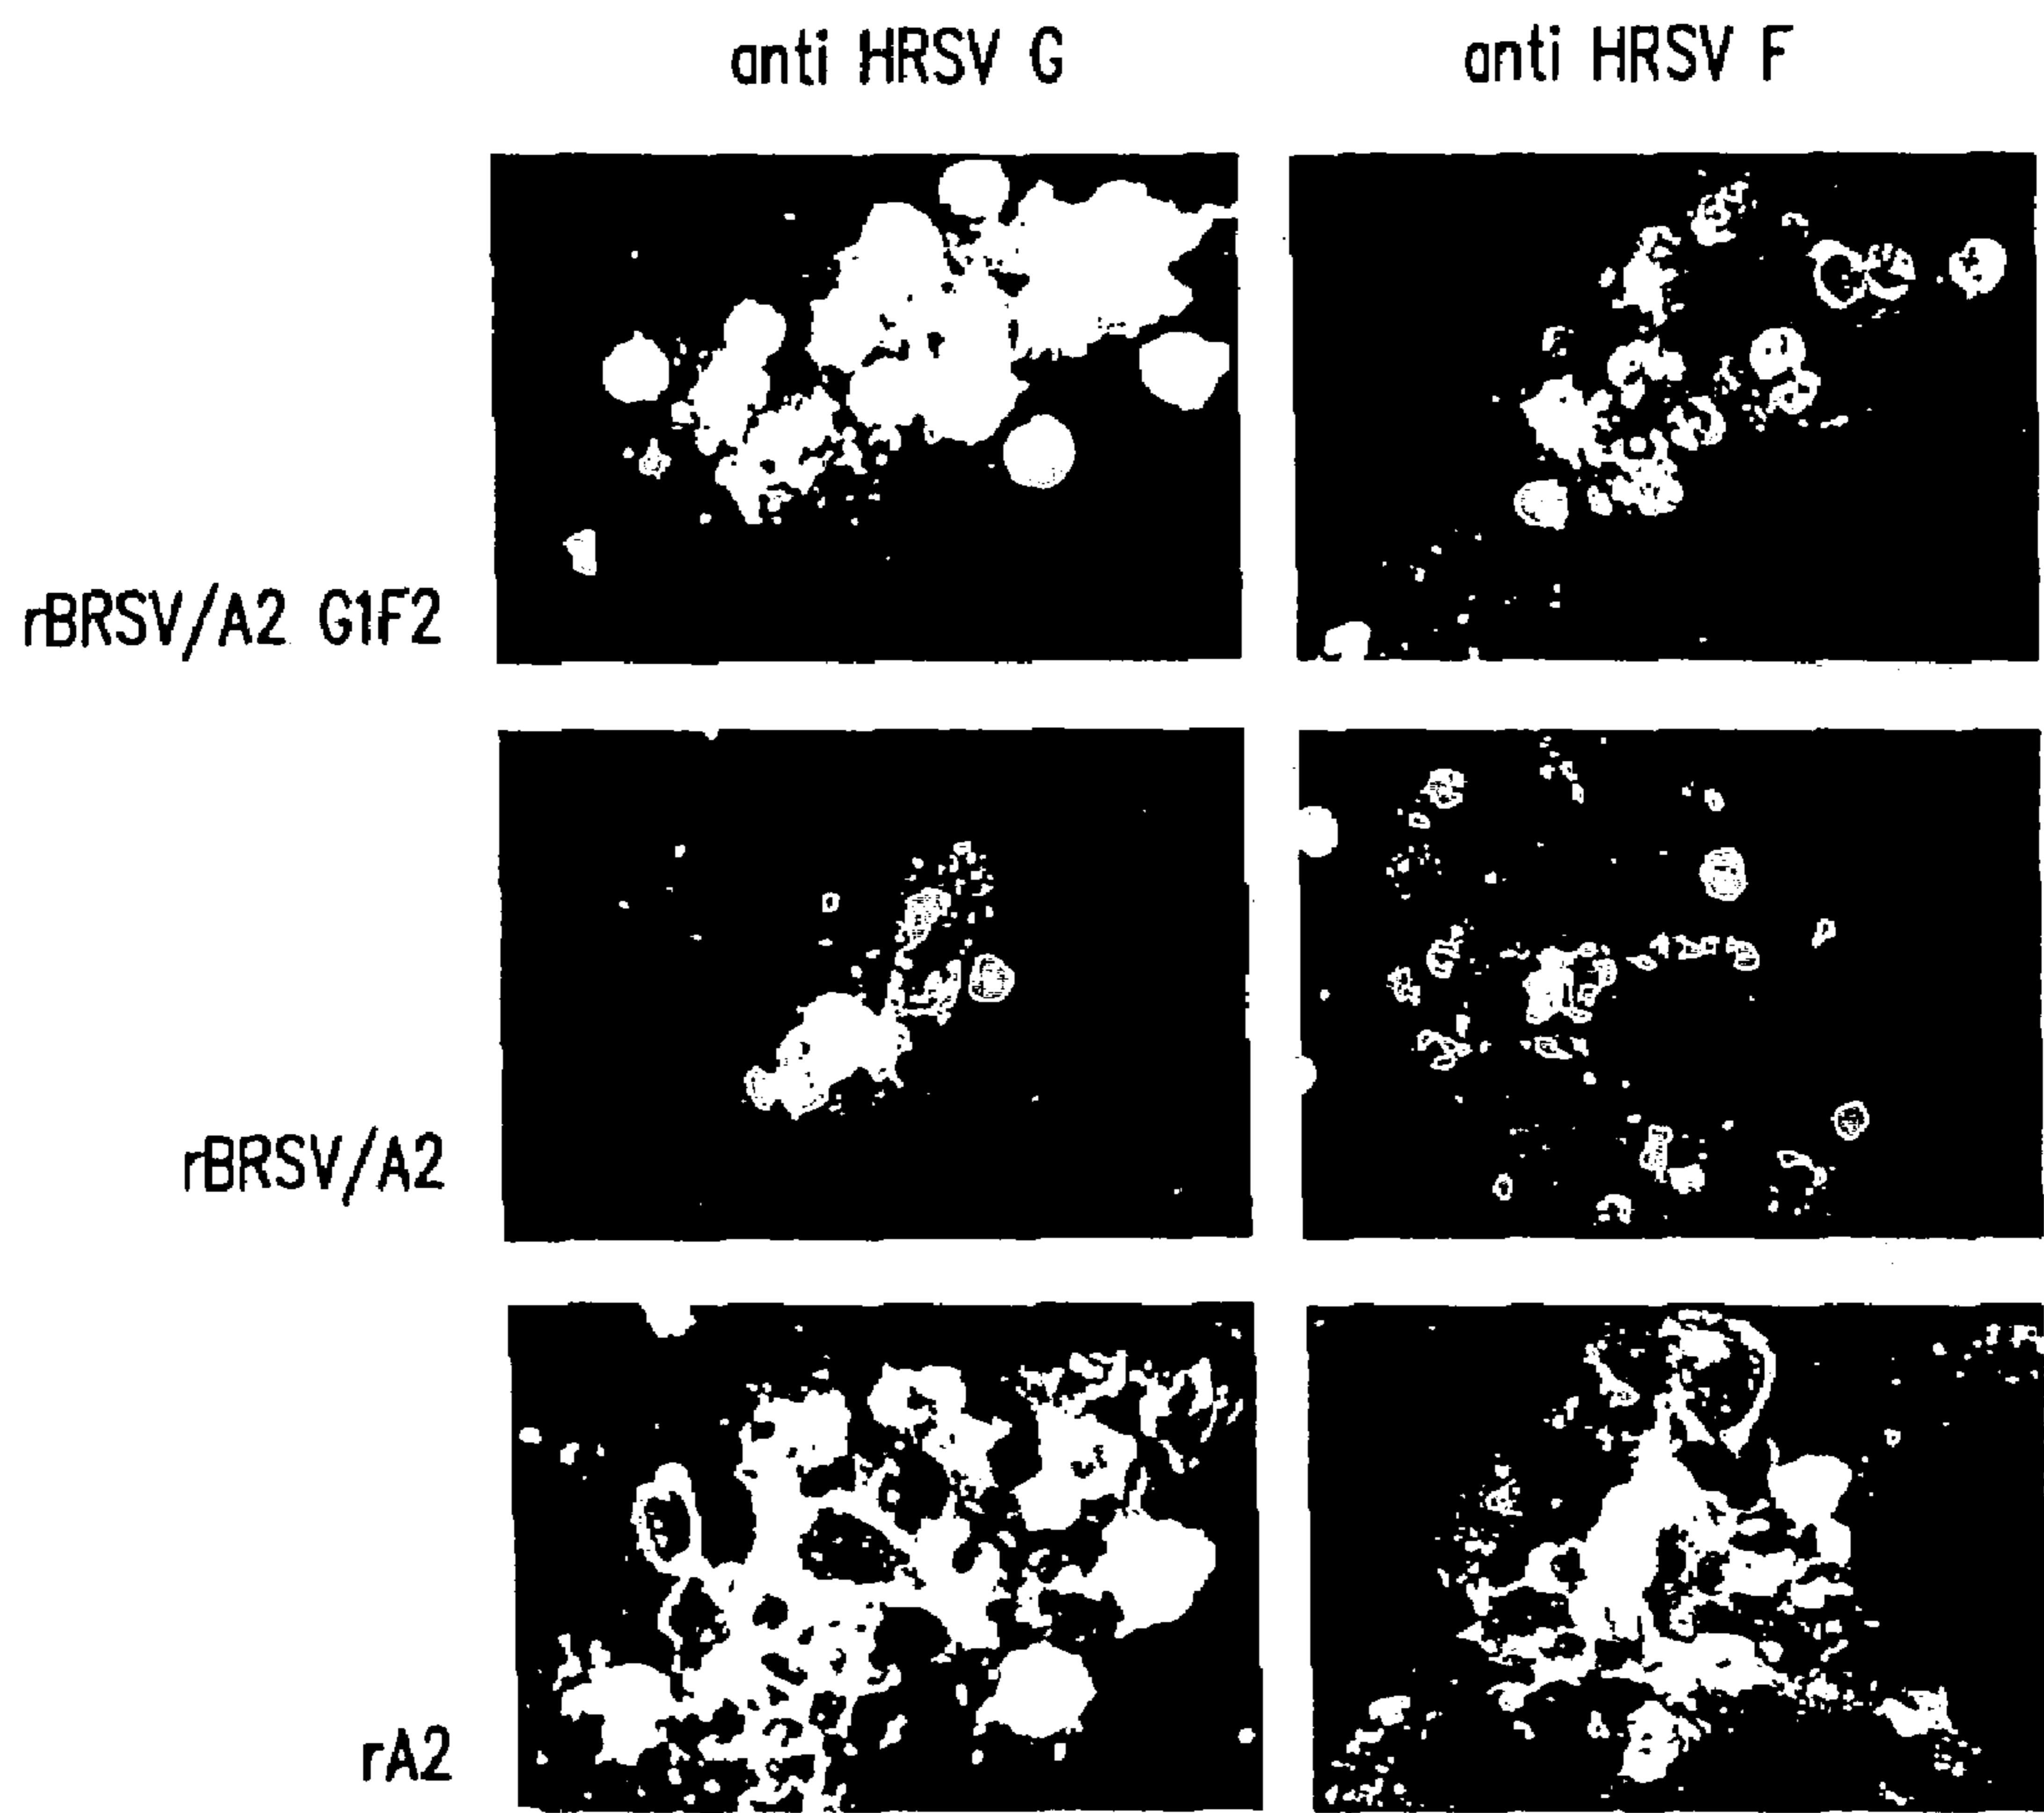 anti HRSV G anti HRSV F
rBRSV/A2 G1F2
rBRSV/A2
rA2